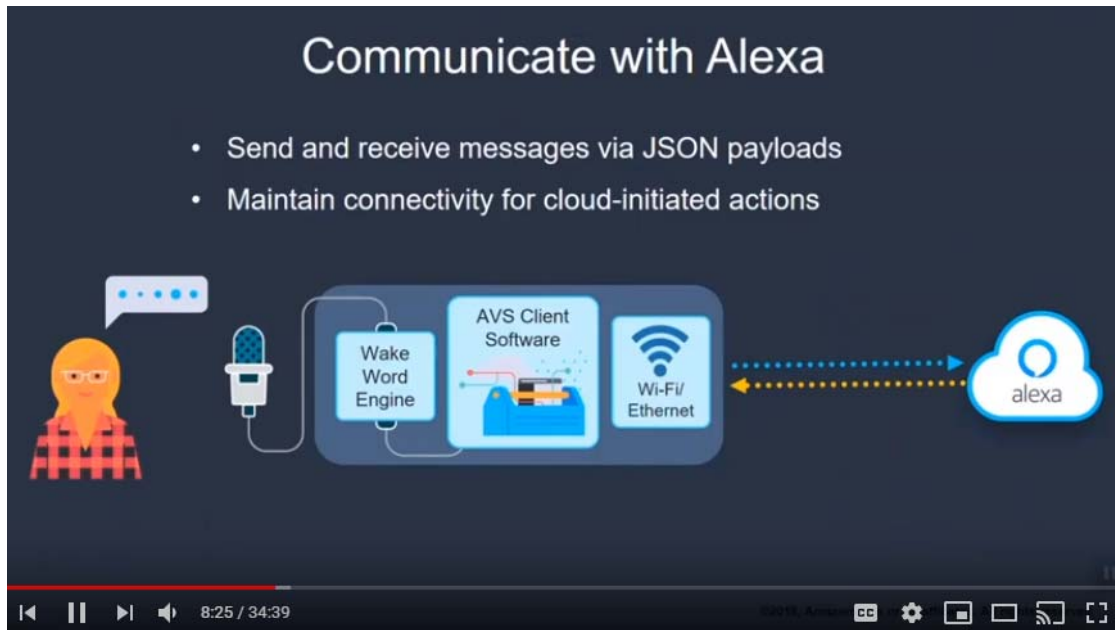 Communicate with Alexa
• Send and receive messages via JSON payloads
• Maintain connectivity for cloud-initiated actions
Wake
Word
Engine
AVS Client
Software
Wi-Fi/
Ethernet
alexa
8:25 / 34:39
CC